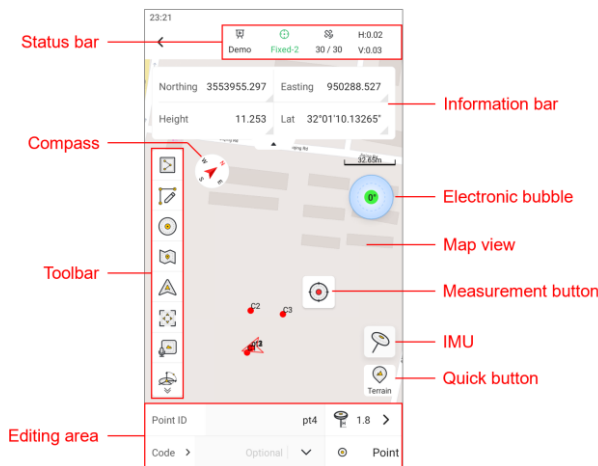 23:21
Status bar
Demo
Fixed-2
30 / 30
H:0.02
V:0.03
Northing 3553955.297 Easting 950288.527
Height 11.253 Lat 32°01'10.13265"
Information bar
Compass
N
W
S
E
32.65m
0°
Electronic bubble
Map view
Toolbar
Measurement button
C2
C3
IMU
Terrain
Quick button
Editing area
Point ID pt4 1.8 >
Code > Optional Point